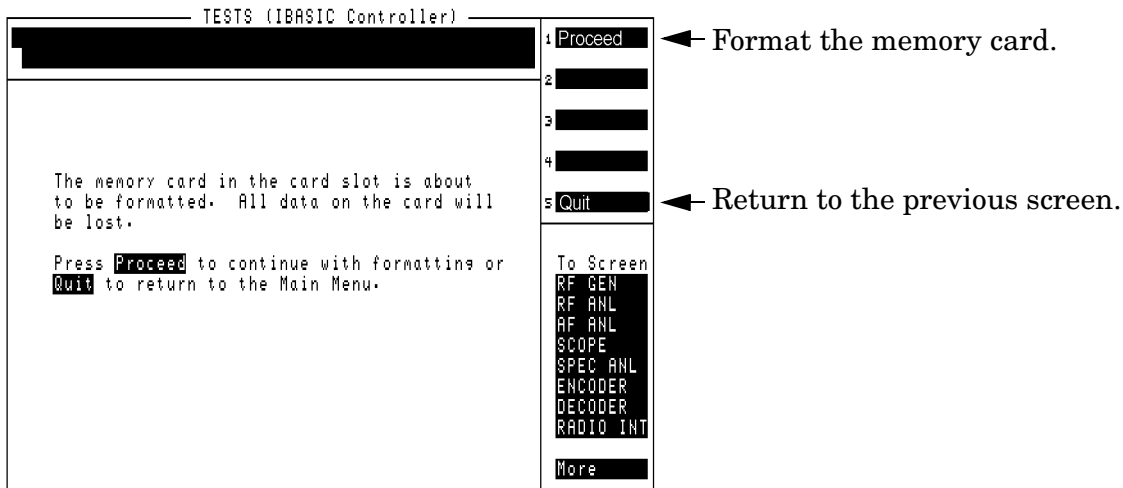 TESTS (IBASIC Controller)
1 Proceed
Format the memory card.
2
3
4
The memory card in the card slot is about
to be formatted. All data on the card will
be lost.
5 Quit
Return to the previous screen.
Press Proceed to continue with formatting or
Quit to return to the Main Menu.
To Screen
RF GEN
RF ANL
AF ANL
SCOPE
SPEC ANL
ENCODER
DECODER
RADIO INT
More